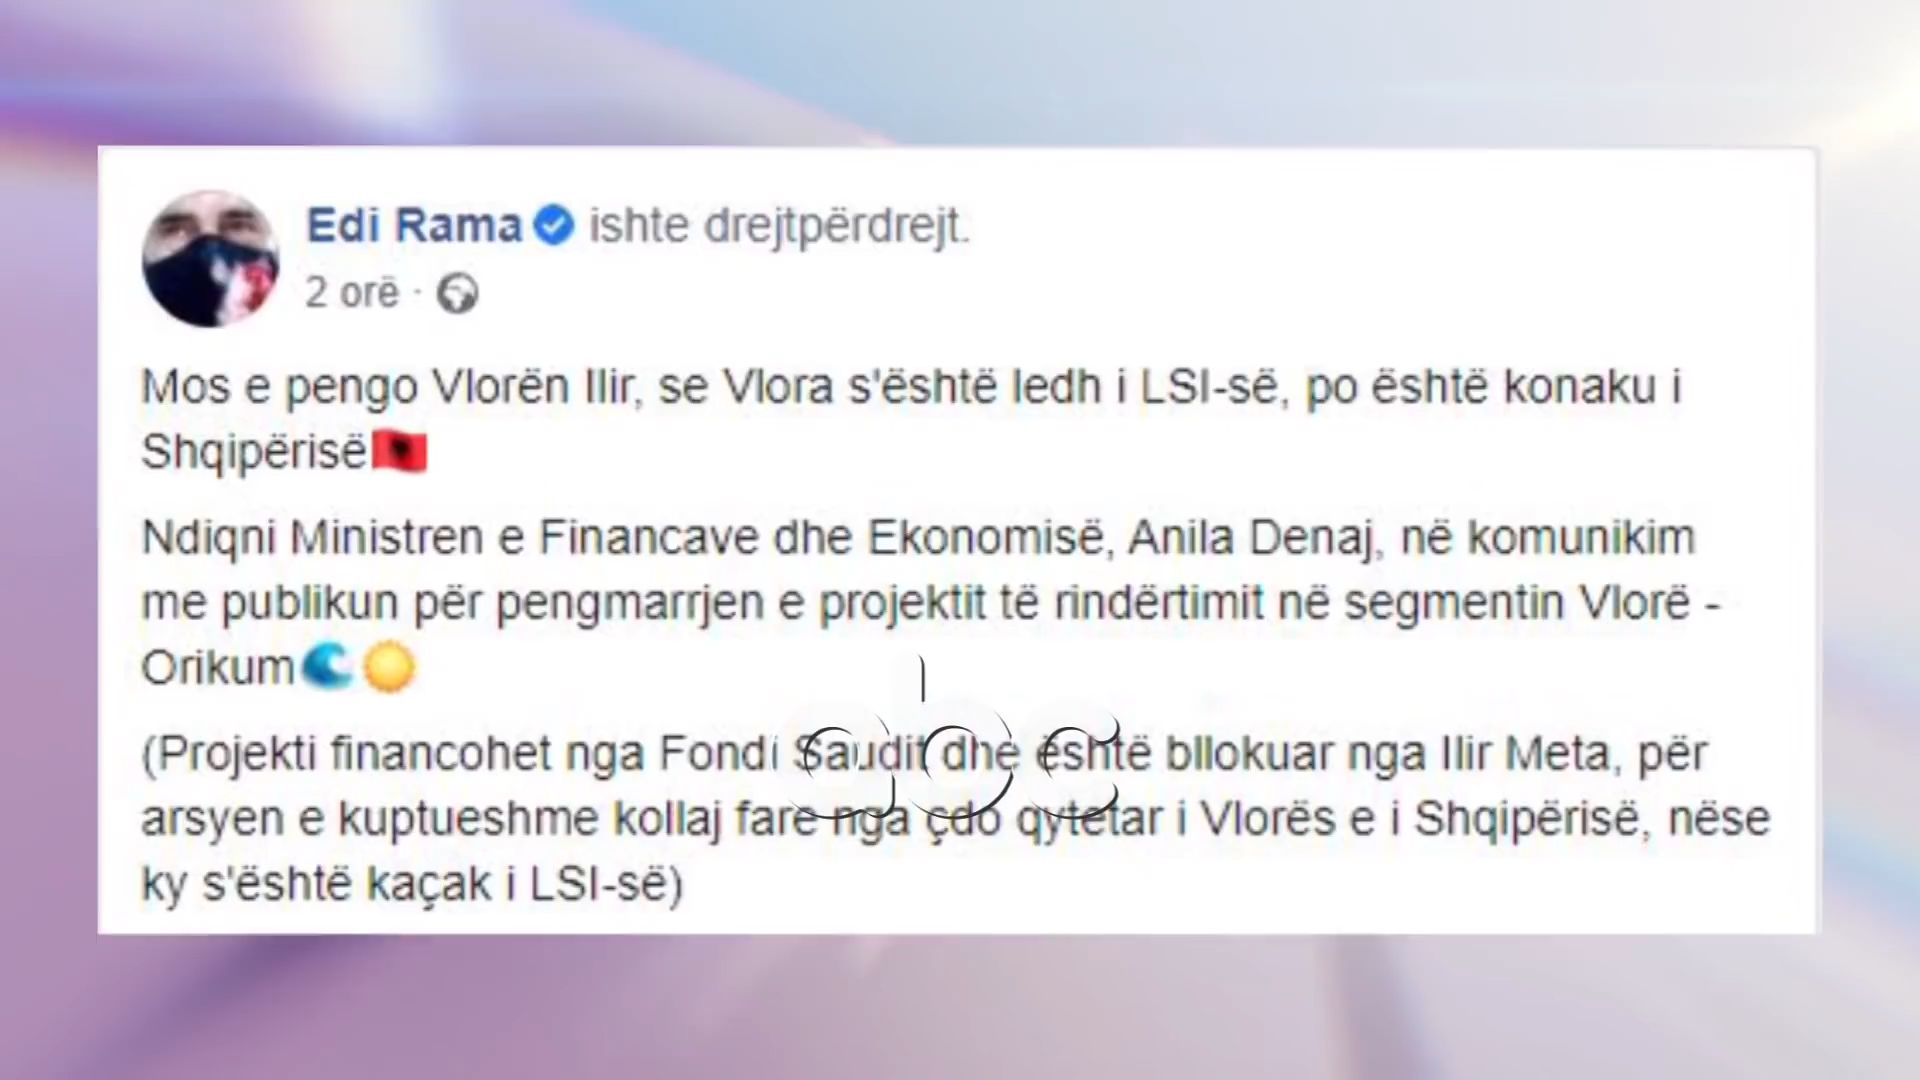 Edi Rama ishte drejtpërdrejt.
2 orë ·
Mos e pengo Vlorën Ilir, se Vlora s'është ledh i LSI-së, po është konaku i
Shqipërisë🇦🇱
Ndiqni Ministren e Financave dhe Ekonomisë, Anila Denaj, në komunikim
me publikun për pengmarrjen e projektit të rindërtimit në segmentin Vlorë -
Orikum🌊☀️
(Projekti financohet nga Fondi Saudit dhe është bllokuar nga Ilir Meta, për
arsyen e kuptueshme kollaj fare nga çdo qytetar i Vlorës e i Shqipërisë, nëse
ky s'është kaçak i LSI-së)
abc